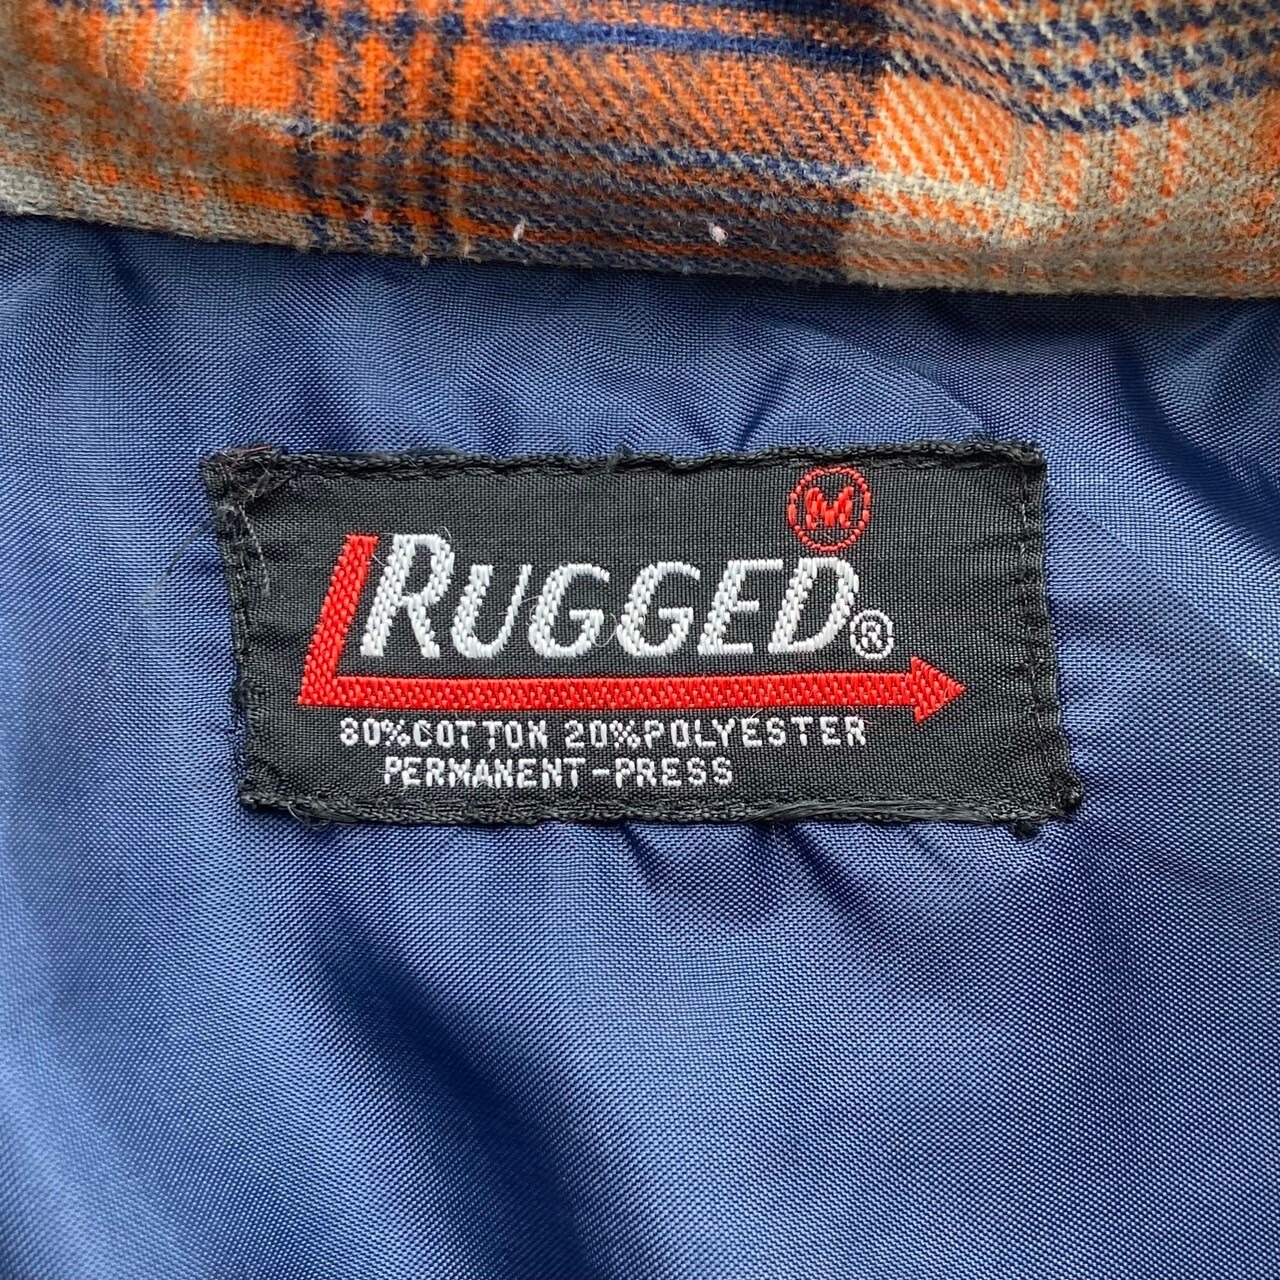 M
RUGGED®
80%COTTON 20%POLYESTER
PERMANENT-PRESS